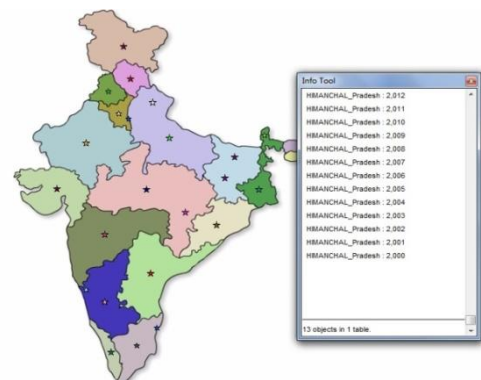 Info Tool
HIMANCHAL_Pradesh : 2,012
HIMANCHAL_Pradesh : 2,011
HIMANCHAL_Pradesh : 2,010
HIMANCHAL_Pradesh : 2,009
HIMANCHAL_Pradesh : 2,008
HIMANCHAL_Pradesh : 2,007
HIMANCHAL_Pradesh : 2,006
HIMANCHAL_Pradesh : 2,005
HIMANCHAL_Pradesh : 2,004
HIMANCHAL_Pradesh : 2,003
HIMANCHAL_Pradesh : 2,002
HIMANCHAL_Pradesh : 2,001
HIMANCHAL_Pradesh : 2,000
13 objects in 1 table.